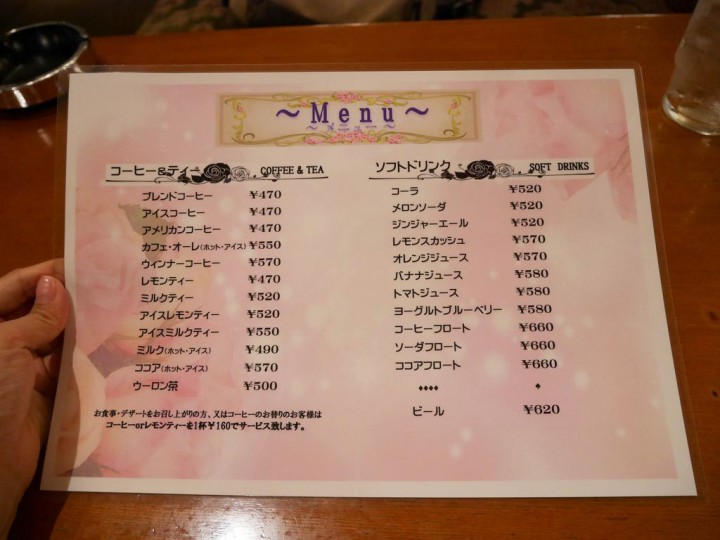 ～Menu～
～メニュー～
コーヒー&ティー COFFEE & TEA
ブレンドコーヒー ¥470
アイスコーヒー ¥470
アメリカンコーヒー ¥470
カフェ・オーレ(ホット・アイス) ¥550
ウィンナーコーヒー ¥570
レモンティー ¥470
ミルクティー ¥520
アイスレモンティー ¥520
アイスミルクティー ¥550
ミルク(ホット・アイス) ¥490
ココア(ホット・アイス) ¥570
ウーロン茶 ¥500
お食事・デザートをお召し上がりの方、又はコーヒーのお替りのお客様は
コーヒーorレモンティーを1杯¥160でサービス致します。
ソフトドリンク SOFT DRINKS
コーラ ¥520
メロンソーダ ¥520
ジンジャーエール ¥520
レモンスカッシュ ¥570
オレンジジュース ¥570
バナナジュース ¥580
トマトジュース ¥580
ヨーグルトブルーベリー ¥580
コーヒーフロート ¥660
ソーダフロート ¥660
ココアフロート ¥660
♦♦♦♦ ♠
ビール ¥620